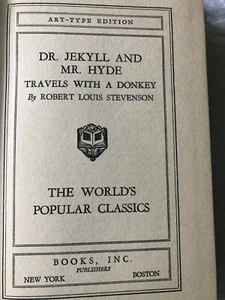 ART-TYPE EDITION
DR. JEKYLL AND
MR. HYDE
TRAVELS WITH A DONKEY
By ROBERT LOUIS STEVENSON
THE WORLD'S
POPULAR CLASSICS
BOOKS, INC.
PUBLISHERS
NEW YORK BOSTON